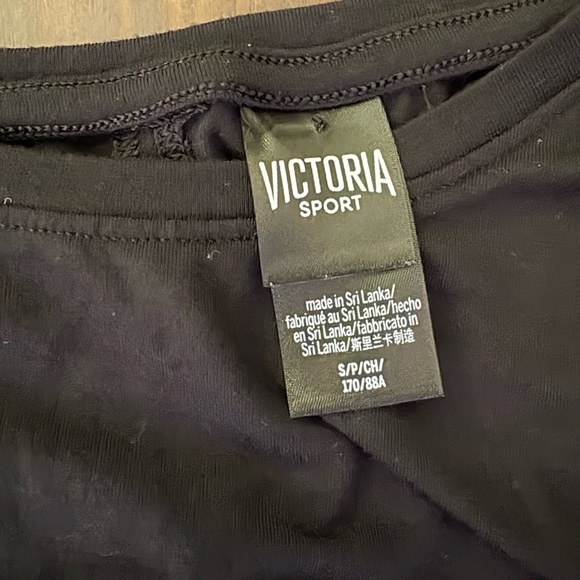 VICTORIA
SPORT
made in Sri Lanka/
fabriqué au Sri Lanka/hecho
en Sri Lanka/fabbricato in
Sri Lanka/斯里兰卡制造
S/P/CH/
170/88A